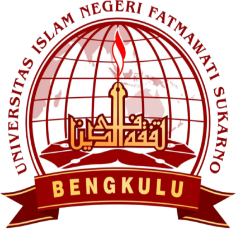 UNIVERSITAS ISLAM NEGERI FATMAWATI SUKARNO
BENGKULU